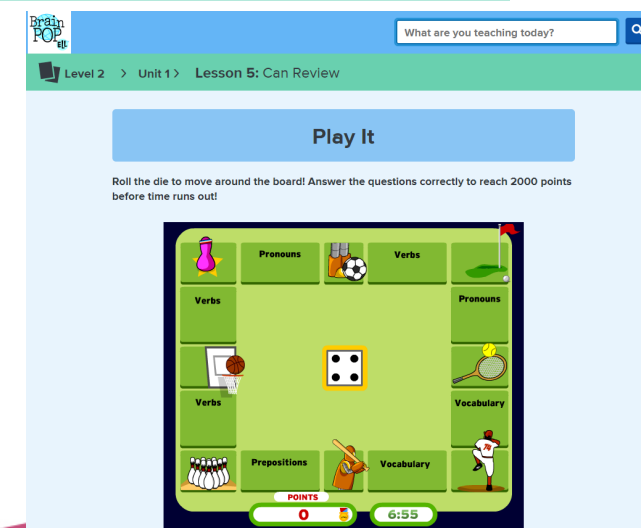 Brain
POP
ELL
What are you teaching today?
Level 2 > Unit 1 > Lesson 5: Can Review
Play It
Roll the die to move around the board! Answer the questions correctly to reach 2000 points
before time runs out!
Pronouns
Verbs
Verbs
Pronouns
Verbs
Vocabulary
Prepositions
Vocabulary
POINTS
0
6:55